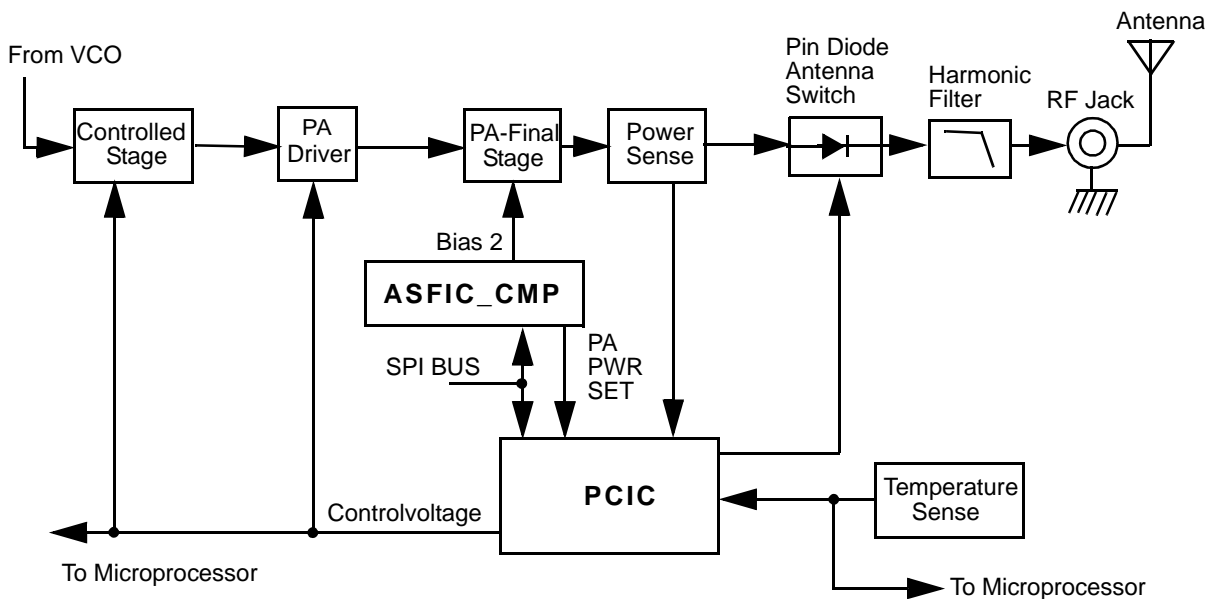 Antenna
From VCO
Pin Diode
Antenna
Switch
Harmonic
Filter
RF Jack
Controlled
Stage
PA
Driver
PA-Final
Stage
Power
Sense
Bias 2
ASFIC_CMP
SPI BUS
PA
PWR
SET
PCIC
Temperature
Sense
Controlvoltage
To Microprocessor
To Microprocessor